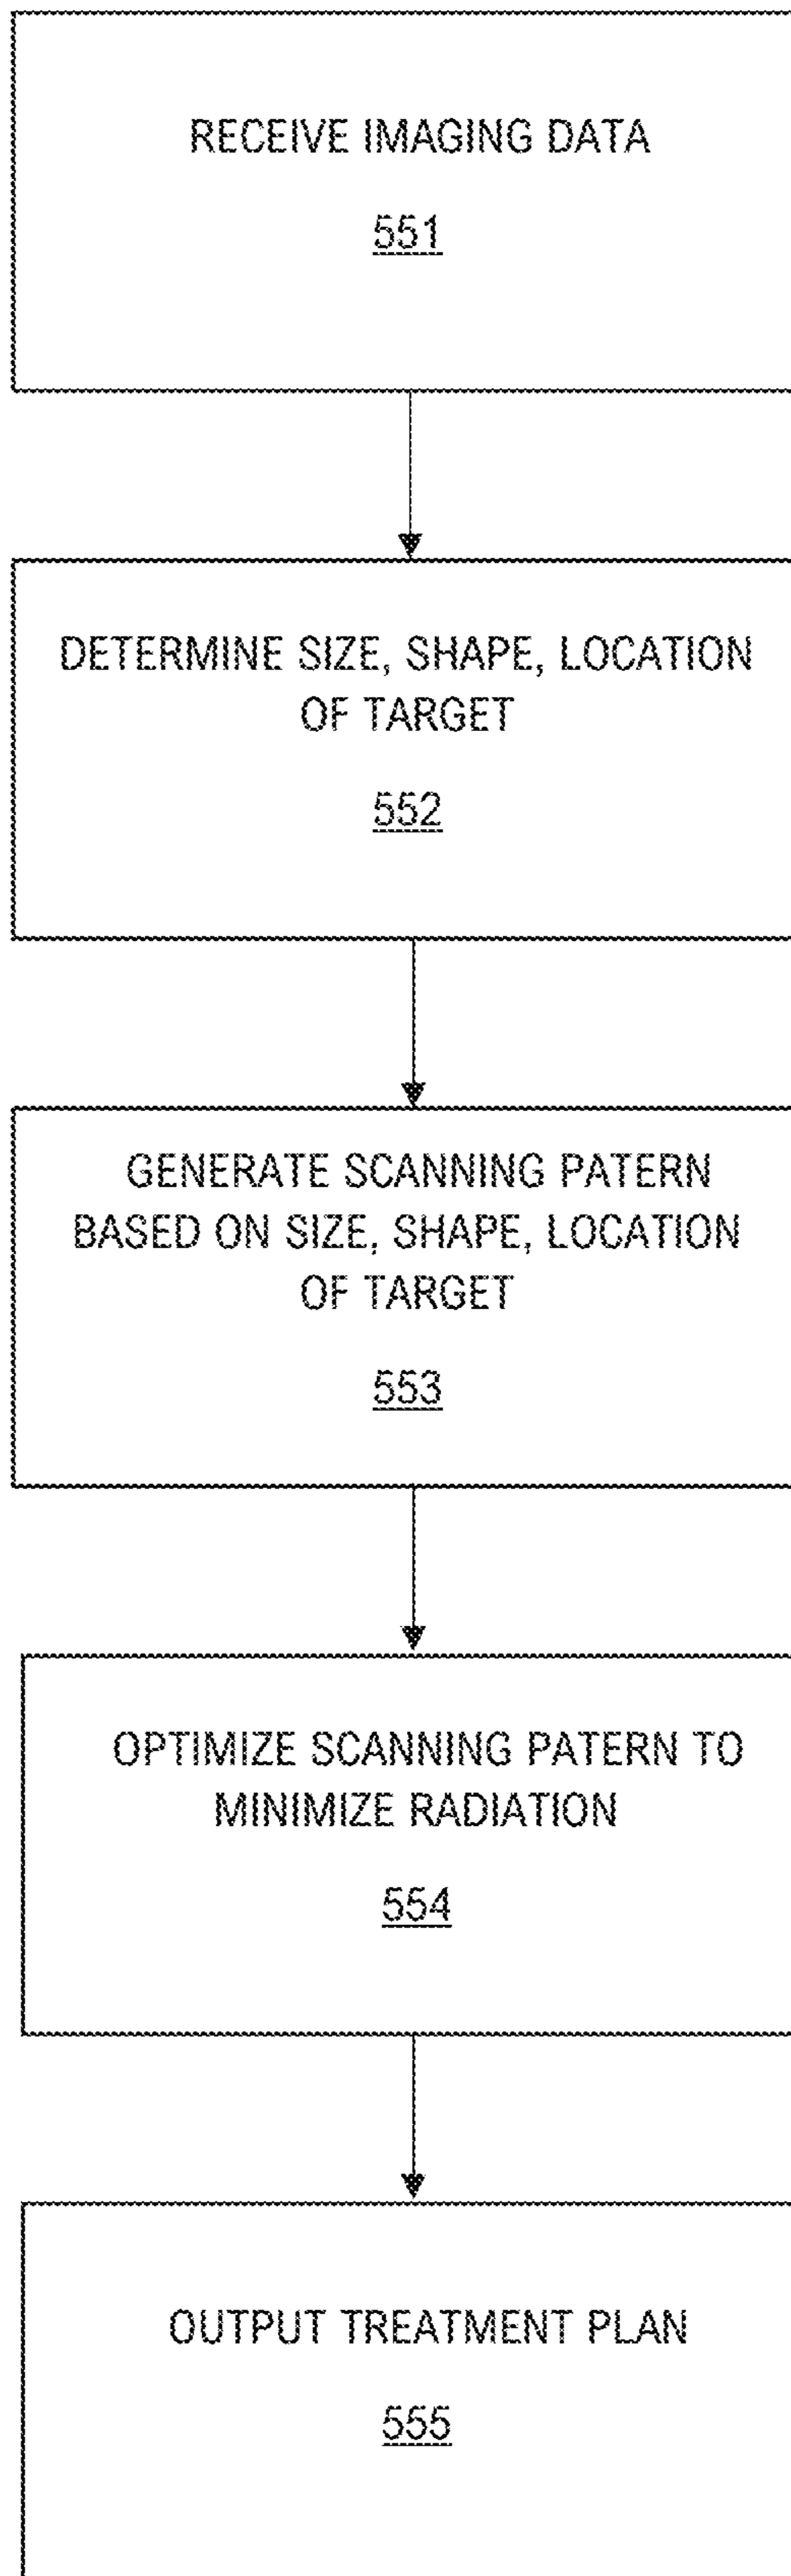 RECEIVE IMAGING DATA
551
DETERMINE SIZE, SHAPE, LOCATION
OF TARGET
552
GENERATE SCANNING PATERN
BASED ON SIZE, SHAPE, LOCATION
OF TARGET
553
OPTIMIZE SCANNING PATERN TO
MINIMIZE RADIATION
554
OUTPUT TREATMENT PLAN
555